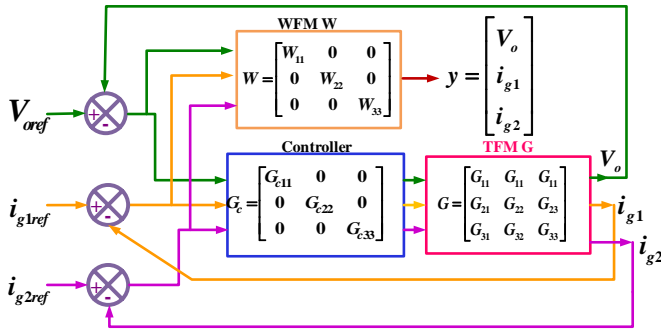 WFM W
W = [W11 0 0
0 W22 0
0 0 W33]
y = [Vo
ig1
ig2]
Voref
+
-
Controller
Gc = [Gc11 0 0
0 Gc22 0
0 0 Gc33]
TFM G
G = [G11 G11 G11
G21 G22 G23
G31 G32 G33]
Vo
ig1ref
+
-
ig1
ig2
ig2ref
+
-